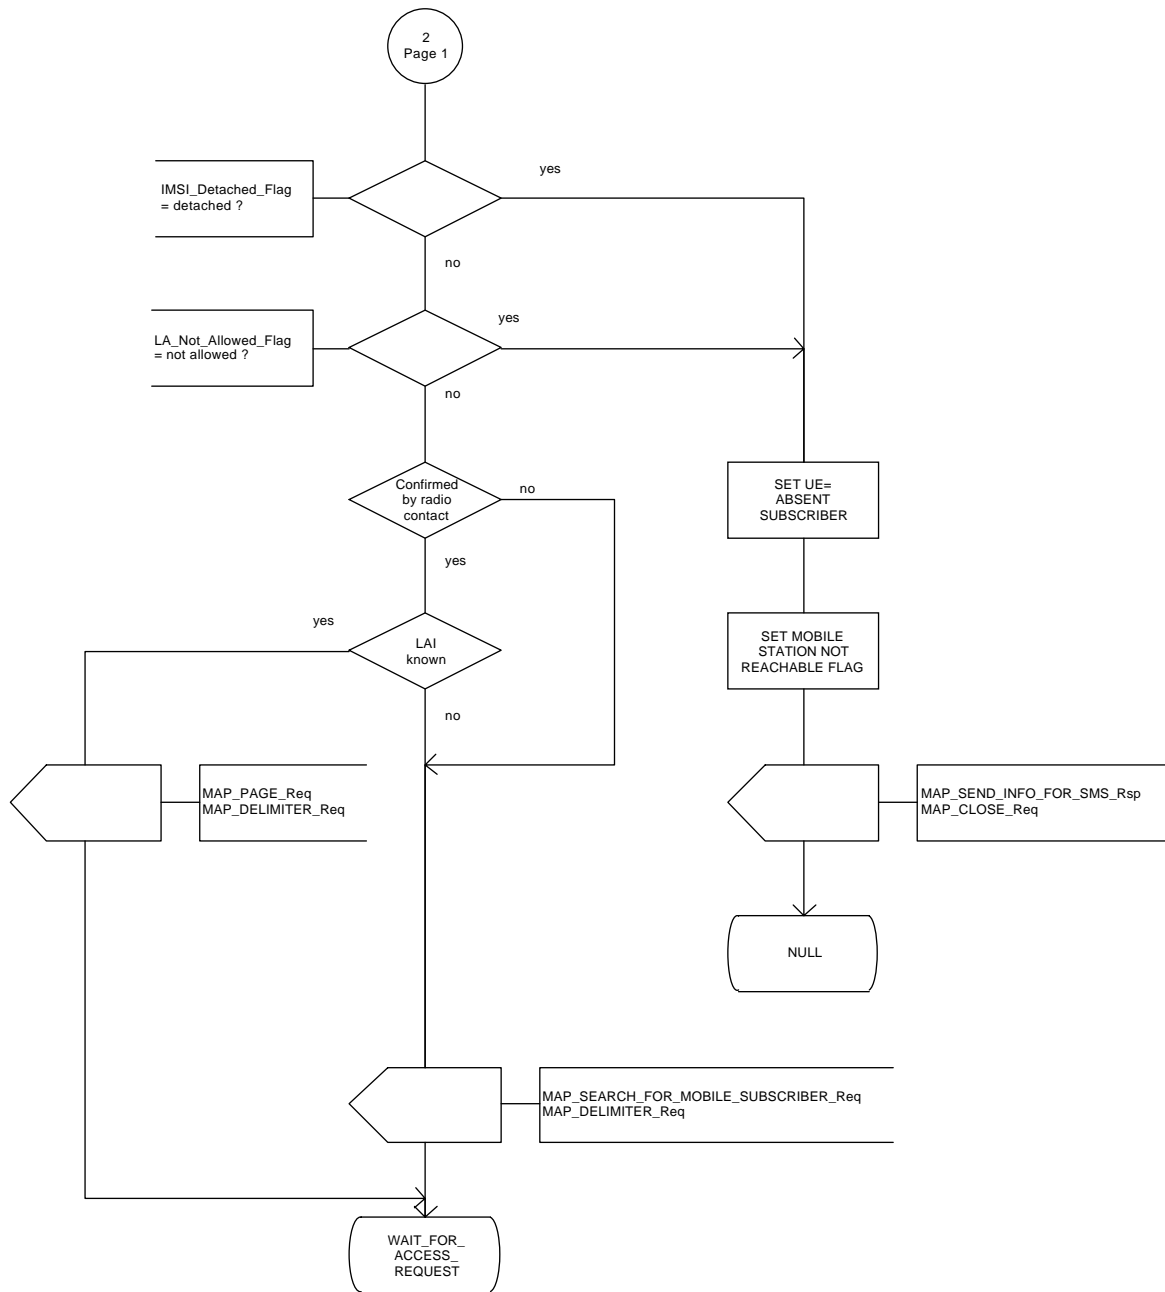 2
Page 1
yes
IMSI_Detached_Flag
= detached ?
no
yes
LA_Not_Allowed_Flag
= not allowed ?
no
Confirmed
by radio
contact
no
SET UE=
ABSENT
SUBSCRIBER
yes
yes
LAI
known
SET MOBILE
STATION NOT
REACHABLE FLAG
no
MAP_PAGE_Req
MAP_DELIMITER_Req
MAP_SEND_INFO_FOR_SMS_Rsp
MAP_CLOSE_Req
NULL
MAP_SEARCH_FOR_MOBILE_SUBSCRIBER_Req
MAP_DELIMITER_Req
WAIT_FOR_
ACCESS_
REQUEST